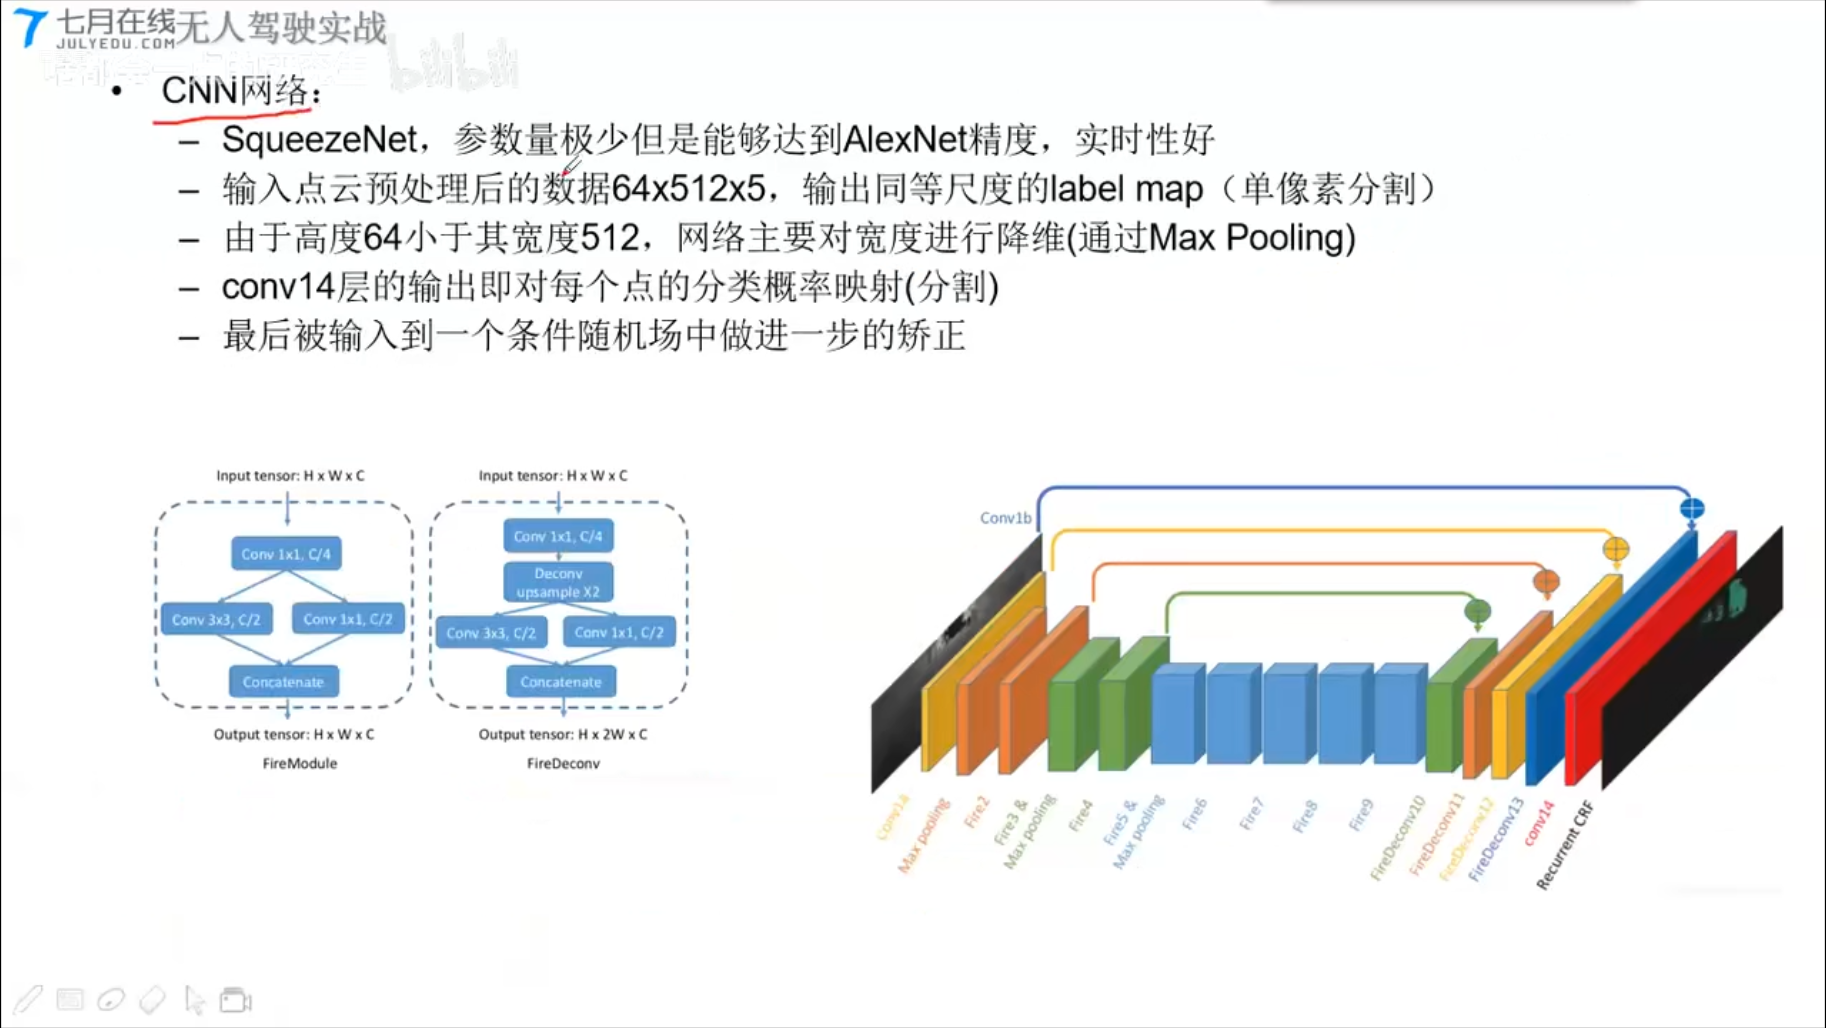 七月在线
JULYEDU.COM
无人驾驶实战
bilibili
• CNN网络：
– SqueezeNet，参数量极少但是能够达到AlexNet精度，实时性好
– 输入点云预处理后的数据64x512x5，输出同等尺度的label map（单像素分割）
– 由于高度64小于其宽度512，网络主要对宽度进行降维(通过Max Pooling)
– conv14层的输出即对每个点的分类概率映射(分割)
– 最后被输入到一个条件随机场中做进一步的矫正
Input tensor: H x W x C
Conv 1x1, C/4
Conv 3x3, C/2
Conv 1x1, C/2
Concatenate
Output tensor: H x W x C
FireModule
Input tensor: H x W x C
Conv 1x1, C/4
Deconv
upsample X2
Conv 3x3, C/2
Conv 1x1, C/2
Concatenate
Output tensor: H x 2W x C
FireDeconv
Conv1b
Conv1a
Max pooling
Fire2
Fire3 &
Max pooling
Fire4
Fire5 &
Max pooling
Fire6
Fire7
Fire8
Fire9
FireDeconv10
FireDeconv11
FireDeconv12
FireDeconv13
conv14
Recurrent CRF